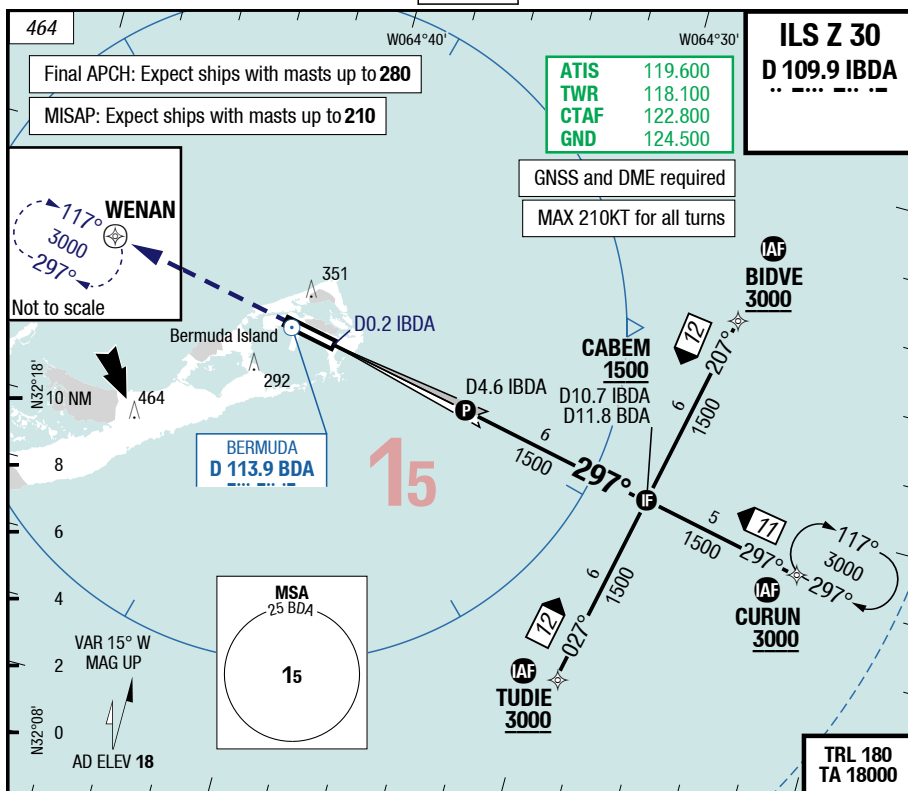 464
W064°40'
W064°30'
ILS Z 30
D 109.9 IBDA
Final APCH: Expect ships with masts up to 280
MISAP: Expect ships with masts up to 210
ATIS 119.600
TWR 118.100
CTAF 122.800
GND 124.500
GNSS and DME required
MAX 210KT for all turns
WENAN
117°
3000
297°
Not to scale
IAF
BIDVE
3000
351
D0.2 IBDA
Bermuda Island
292
12
207°
6
1500
CABEM
1500
D10.7 IBDA
D11.8 BDA
N32°18'
10 NM
464
D4.6 IBDA
P
BERMUDA
D 113.9 BDA
15
6
1500
297°
IF
8
6
4
2
0
5
1500
11
297°
117°
3000
297°
IAF
CURUN
3000
6
1500
12
027°
IAF
TUDIE
3000
MSA
25 BDA
15
VAR 15° W
MAG UP
N32°08'
AD ELEV 18
TRL 180
TA 18000